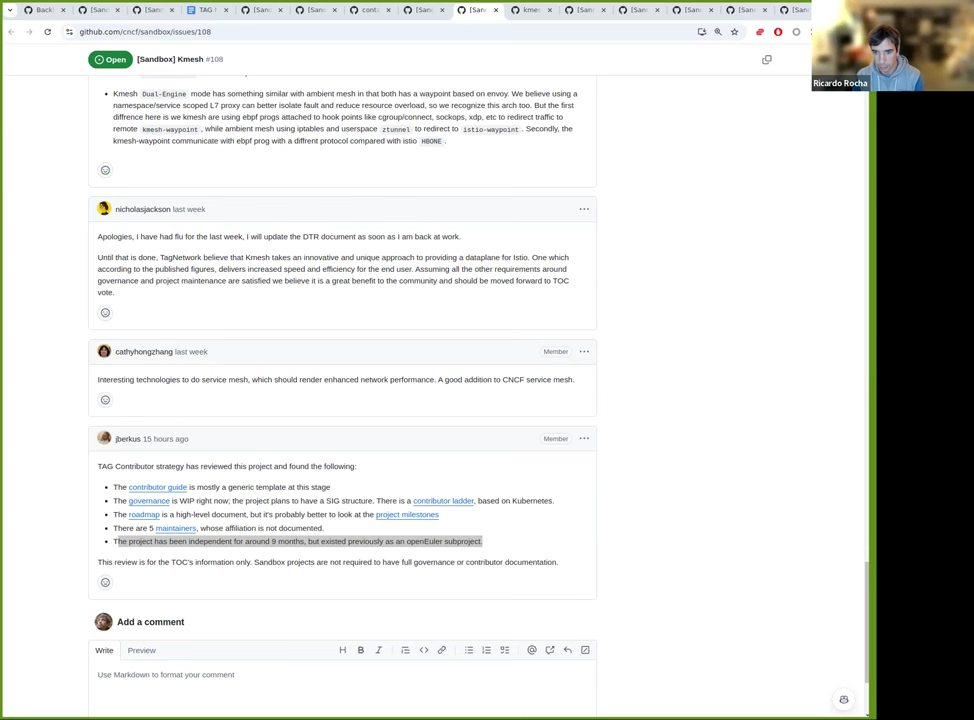 Back
[San
[San
TAG
[San
[San
conta
[San
[San
kmes
[San
[San
[San
[San
[San
github.com/cncf/sandbox/issues/108
Ricardo Rocha
Open
[Sandbox] Kmesh #108
Kmesh Dual-Engine mode has something similar with ambient mesh in that both has a waypoint based on envoy. We believe using a
namespace/service scoped L7 proxy can better isolate fault and reduce resource overload, so we recognize this arch too. But the first
diffrence here is we kmesh are using ebpf progs attached to hook points like cgroup/connect, sockops, xdp, etc to redirect traffic to
remote kmesh-waypoint, while ambient mesh using iptables and userspace ztunnel to redirect to istio-waypoint. Secondly, the
kmesh-waypoint communicate with ebpf prog with a diffrent protocol compared with istio HBONE.
nicholasjackson last week
Apologies, I have had flu for the last week, I will update the DTR document as soon as I am back at work.
Until that is done, TagNetwork believe that Kmesh takes an innovative and unique approach to providing a dataplane for Istio. One which
according to the published figures, delivers increased speed and efficiency for the end user. Assuming all the other requirements around
governance and project maintenance are satisfied we believe it is a great benefit to the community and should be moved forward to TOC
vote.
cathyhongzhang last week
Member
Interesting technologies to do service mesh, which should render enhanced network performance. A good addition to CNCF service mesh.
jberkus 15 hours ago
Member
TAG Contributor strategy has reviewed this project and found the following:
The contributor guide is mostly a generic template at this stage
The governance is WIP right now; the project plans to have a SIG structure. There is a contributor ladder, based on Kubernetes.
The roadmap is a high-level document, but it's probably better to look at the project milestones
There are 5 maintainers, whose affiliation is not documented.
The project has been independent for around 9 months, but existed previously as an openEuler subproject.
This review is for the TOC's information only. Sandbox projects are not required to have full governance or contributor documentation.
Add a comment
Write
Preview
Use Markdown to format your comment